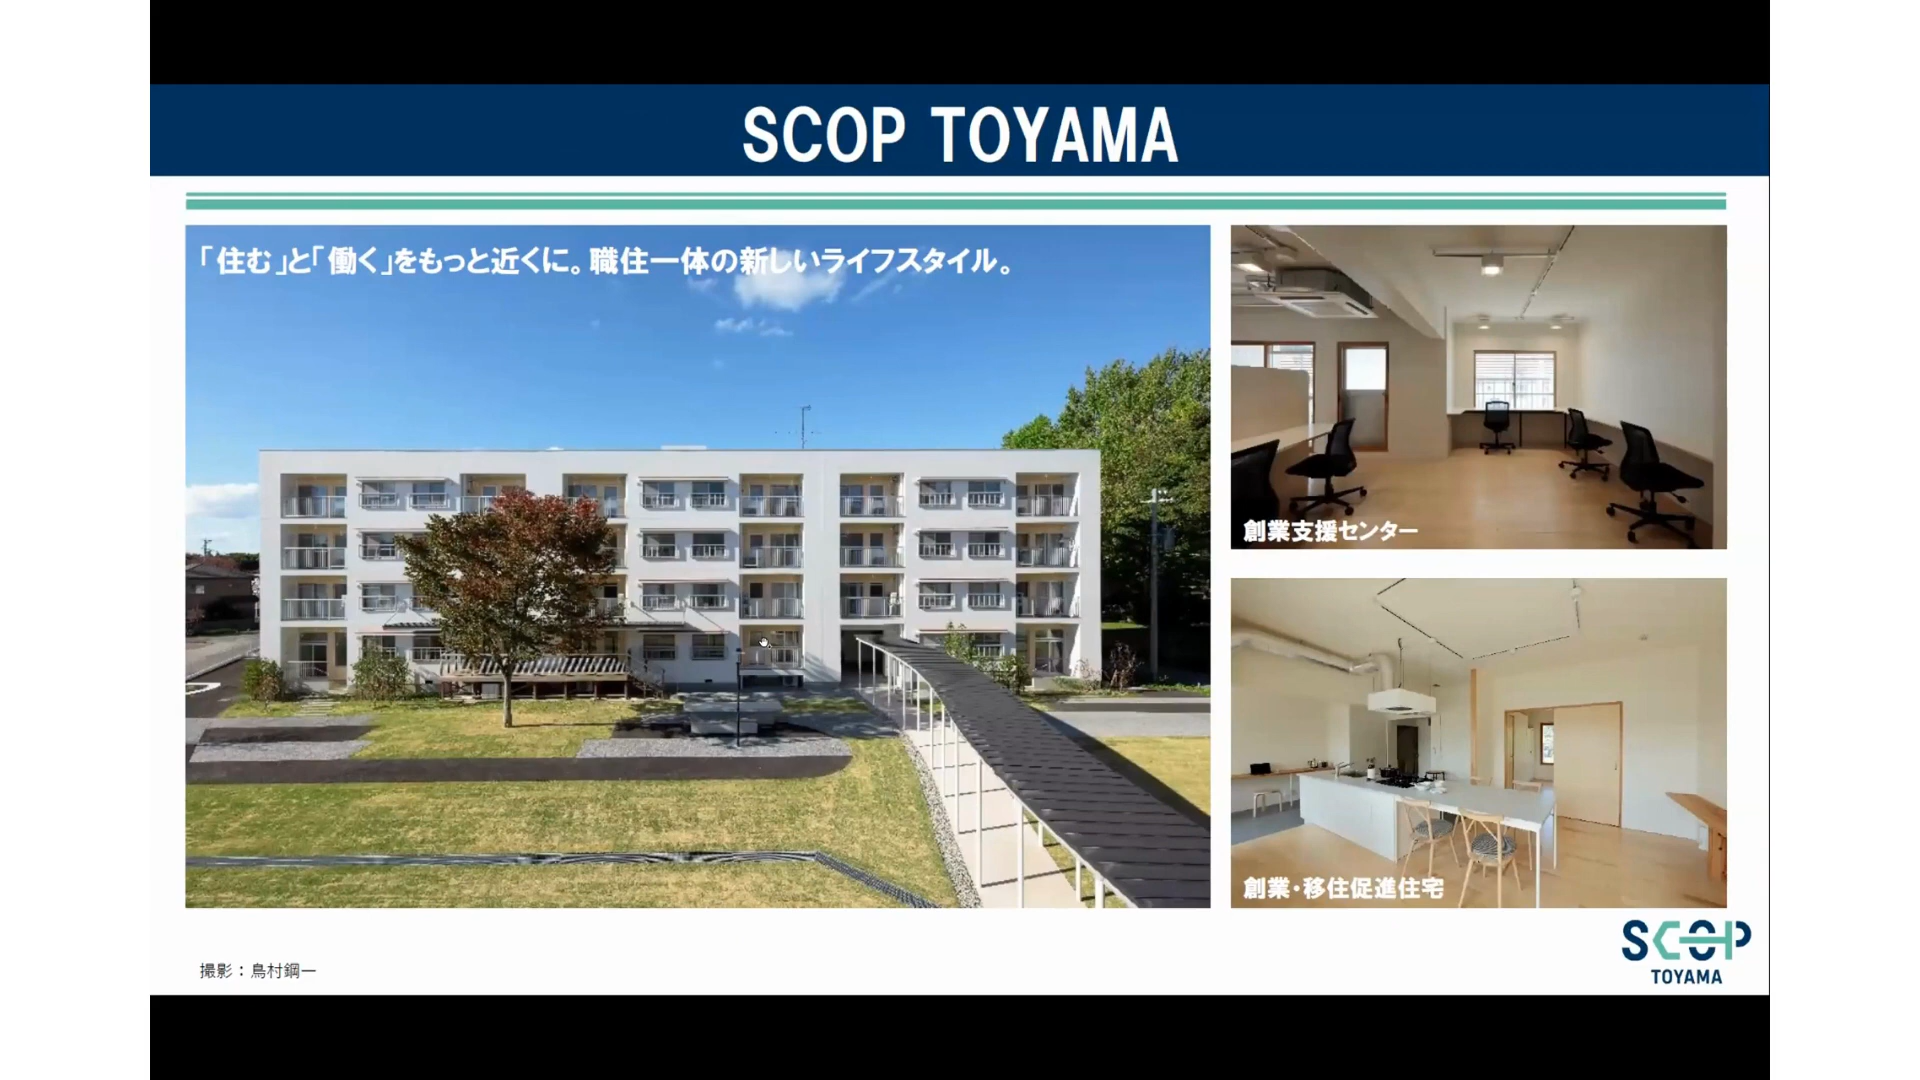 SCOP TOYAMA
「住む」と「働く」をもっと近くに。職住一体の新しいライフスタイル。
創業支援センター
創業・移住促進住宅
撮影：鳥村鋼一
SCOP
TOYAMA